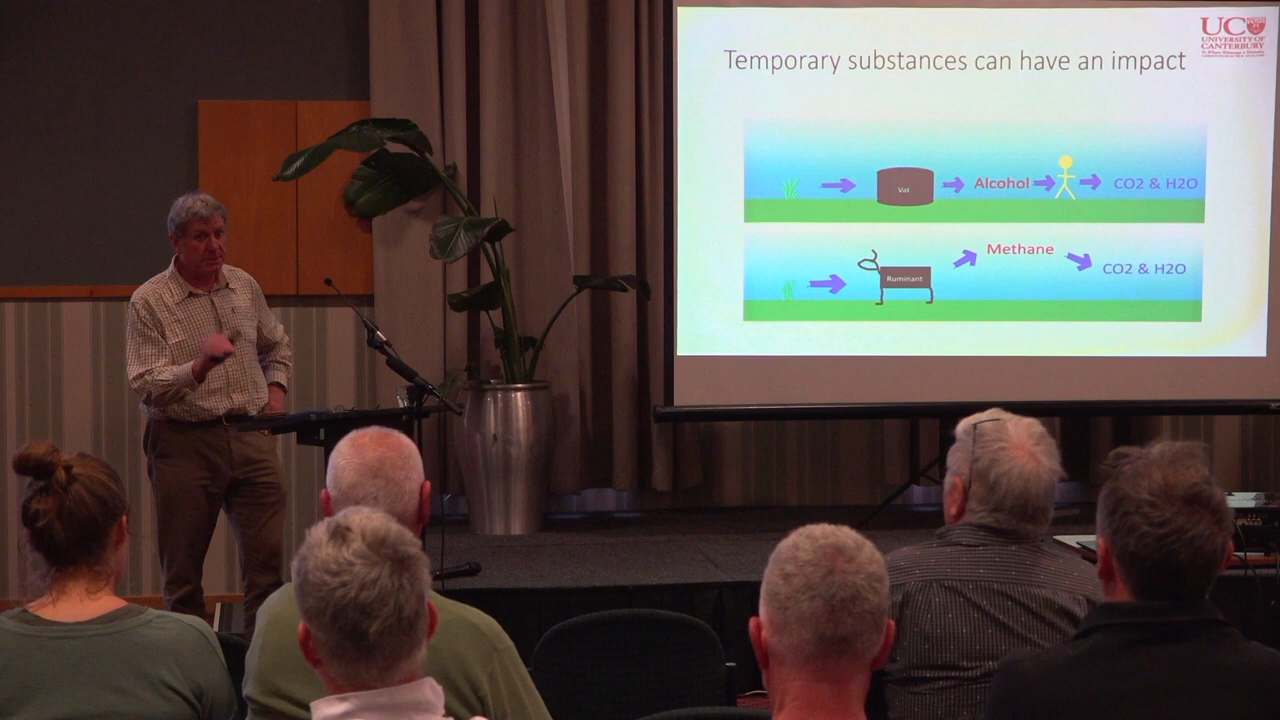 UC
UNIVERSITY OF
CANTERBURY
Temporary substances can have an impact
Vat
Alcohol
CO2 & H2O
Methane
Ruminant
CO2 & H2O